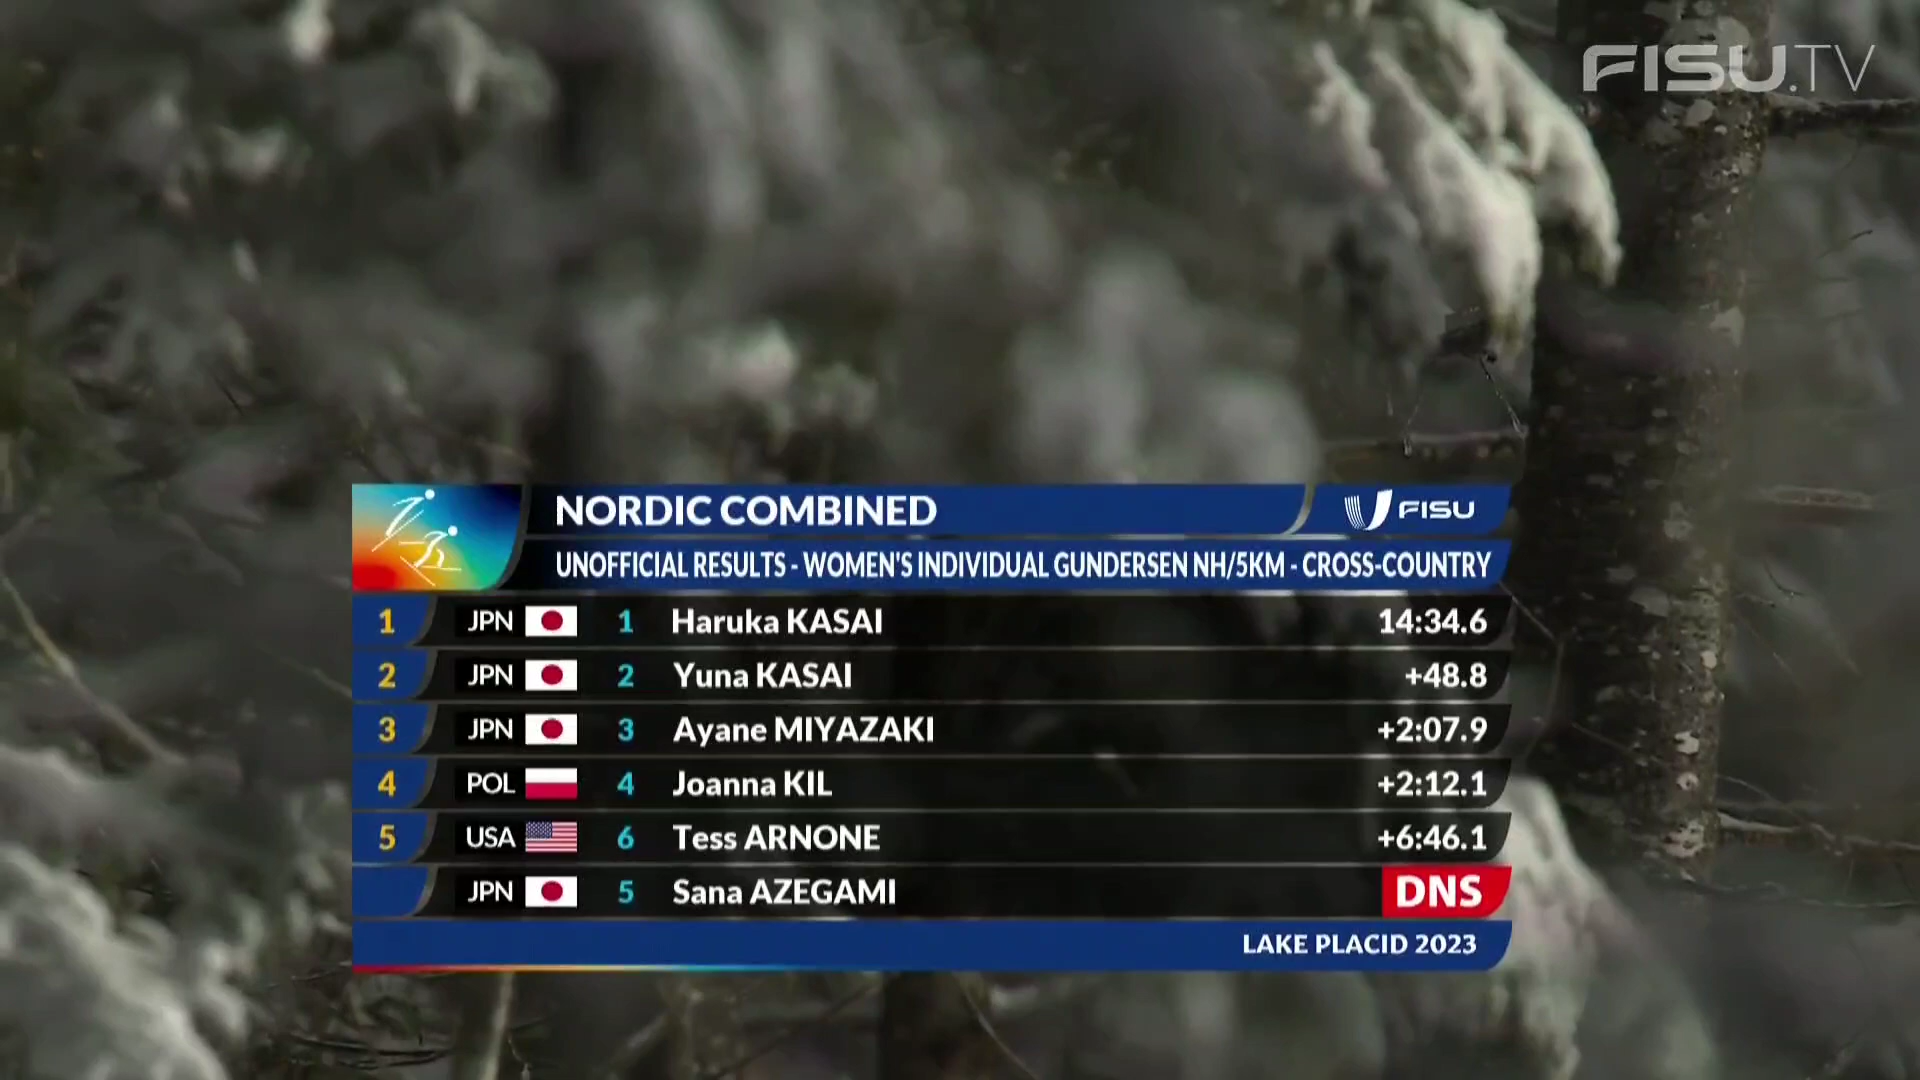 FISU.TV
NORDIC COMBINED
FISU
UNOFFICIAL RESULTS - WOMEN'S INDIVIDUAL GUNDERSEN NH/5KM - CROSS-COUNTRY
1 JPN 1 Haruka KASAI 14:34.6
2 JPN 2 Yuna KASAI +48.8
3 JPN 3 Ayane MIYAZAKI +2:07.9
4 POL 4 Joanna KIL +2:12.1
5 USA 6 Tess ARNONE +6:46.1
JPN 5 Sana AZEGAMI DNS
LAKE PLACID 2023